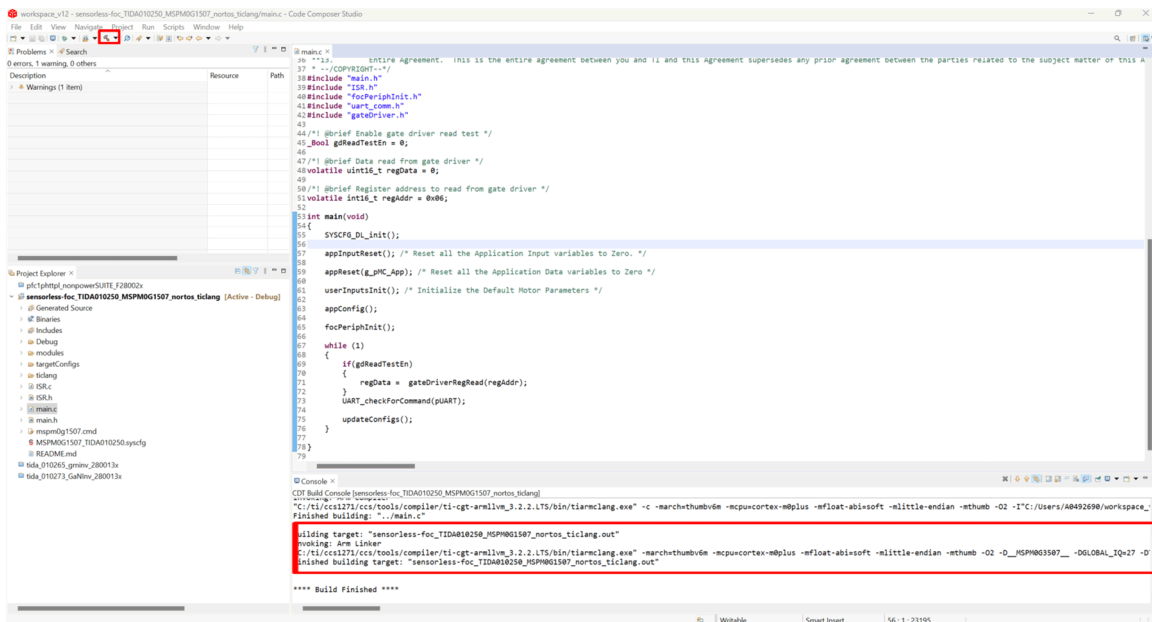 workspace_v12 - sensorless-foc_TIDA010250_MSPM0G1507_nortos_ticlang/main.c - Code Composer Studio
File Edit View Navigate Project Run Scripts Window Help
Problems × Search
0 errors, 1 warning, 0 others
Description Resource Path
Warnings (1 item)
Project Explorer ×
pfc1phttpl_nonpowerSUITE_F28002x
sensorless-foc_TIDA010250_MSPM0G1507_nortos_ticlang [Active - Debug]
Generated Source
Binaries
Includes
Debug
modules
targetConfigs
ticlang
ISR.c
ISR.h
main.c
main.h
mspm0g1507.cmd
MSPM0G1507_TIDA010250.syscfg
README.md
tida_010265_gminv_280013x
tida_010273_GaNInv_280013x
main.c ×
36 **13. Entire Agreement. This is the entire agreement between you and TI and this Agreement supersedes any prior agreement between the parties related to the subject matter of this A
37 * --/COPYRIGHT--*/
38 #include "main.h"
39 #include "ISR.h"
40 #include "focPeriphInit.h"
41 #include "uart_comm.h"
42 #include "gateDriver.h"
43
44 /*! @brief Enable gate driver read test */
45 _Bool gdReadTestEn = 0;
46
47 /*! @brief Data read from gate driver */
48 volatile uint16_t regData = 0;
49
50 /*! @brief Register address to read from gate driver */
51 volatile int16_t regAddr = 0x06;
52
53 int main(void)
54 {
55 SYSCFG_DL_init();
56
57 appInputReset(); /* Reset all the Application Input variables to Zero. */
58
59 appReset(g_pMC_App); /* Reset all the Application Data variables to Zero */
60
61 userInputsInit(); /* Initialize the Default Motor Parameters */
62
63 appConfig();
64
65 focPeriphInit();
66
67 while (1)
68 {
69 if(gdReadTestEn)
70 {
71 regData = gateDriverRegRead(regAddr);
72 }
73 UART_checkForCommand(pUART);
74
75 updateConfigs();
76 }
77
78 }
79
Console ×
CDT Build Console [sensorless-foc_TIDA010250_MSPM0G1507_nortos_ticlang]
"C:/ti/ccs1271/ccs/tools/compiler/ti-cgt-armllvm_3.2.2.LTS/bin/tiarmclang.exe" -c -march=thumbv6m -mcpu=cortex-m0plus -mfloat-abi=soft -mlittle-endian -mthumb -O2 -I"C:/Users/A0492690/workspace_
Finished building: "../main.c"
uilding target: "sensorless-foc_TIDA010250_MSPM0G1507_nortos_ticlang.out"
nvoking: Arm Linker
C:/ti/ccs1271/ccs/tools/compiler/ti-cgt-armllvm_3.2.2.LTS/bin/tiarmclang.exe" -march=thumbv6m -mcpu=cortex-m0plus -mfloat-abi=soft -mlittle-endian -mthumb -O2 -D__MSPM0G3507__ -DGLOBAL_IQ=27 -D
inished building target: "sensorless-foc_TIDA010250_MSPM0G1507_nortos_ticlang.out"
**** Build Finished ****
Writable Smart Insert 56 : 1 : 23195